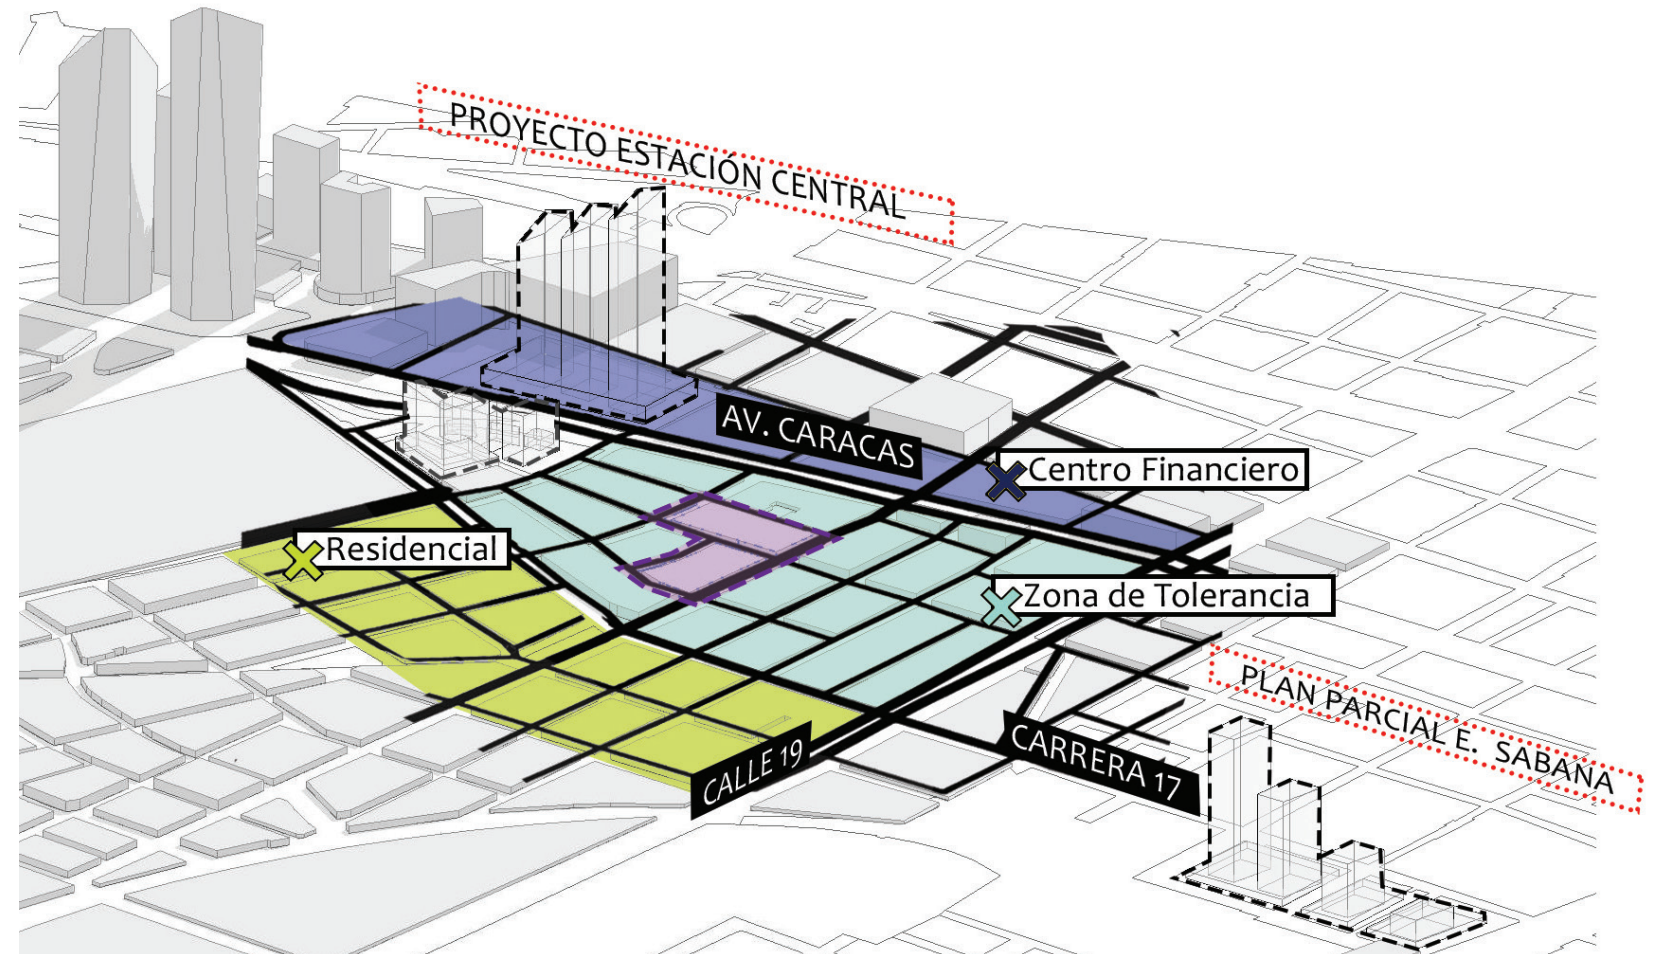 PROYECTO ESTACIÓN CENTRAL
AV. CARACAS
Centro Financiero
Residencial
Zona de Tolerancia
PLAN PARCIAL E. SABANA
CALLE 19
CARRERA 17